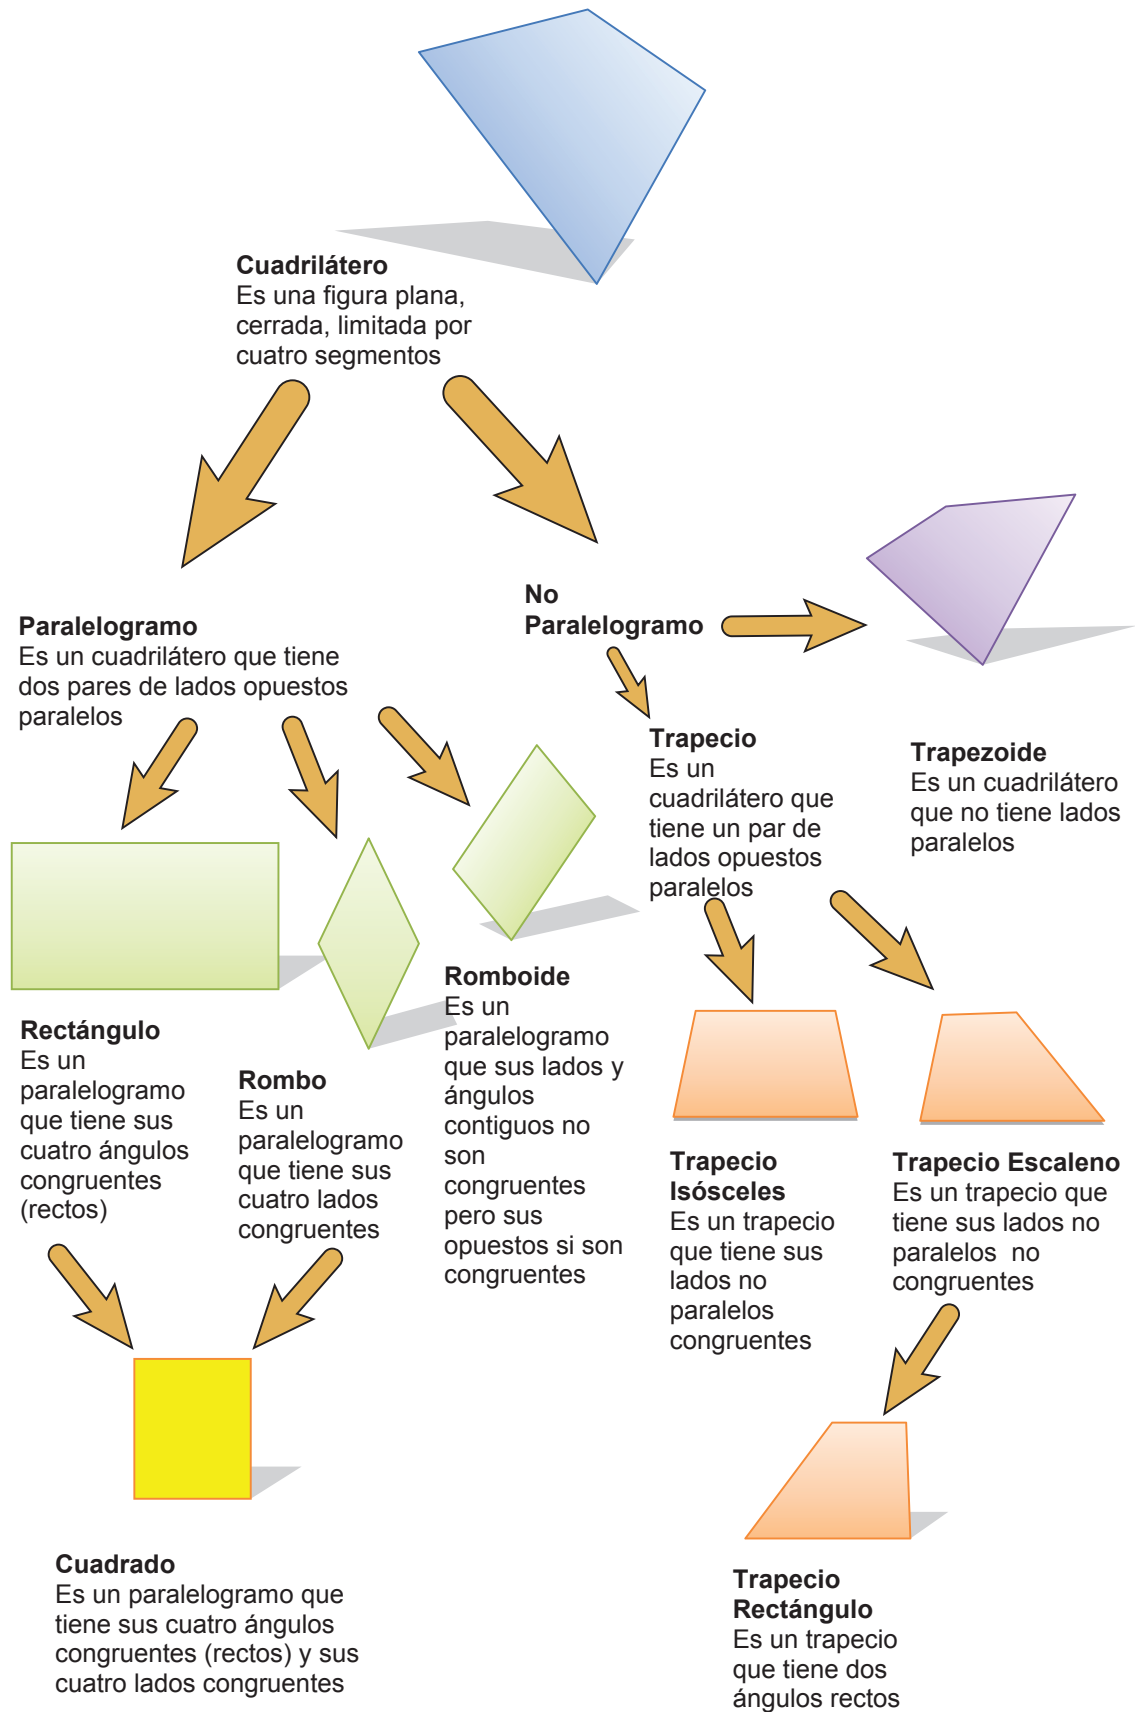 Cuadrilátero
Es una figura plana,
cerrada, limitada por
cuatro segmentos
Paralelogramo
Es un cuadrilátero que tiene
dos pares de lados opuestos
paralelos
No
Paralelogramo
Trapecio
Es un
cuadrilátero que
tiene un par de
lados opuestos
paralelos
Trapezoide
Es un cuadrilátero
que no tiene lados
paralelos
Rectángulo
Es un
paralelogramo
que tiene sus
cuatro ángulos
congruentes
(rectos)
Rombo
Es un
paralelogramo
que tiene sus
cuatro lados
congruentes
Romboide
Es un
paralelogramo
que sus lados y
ángulos
contiguos no
son
congruentes
pero sus
opuestos si son
congruentes
Trapecio
Isósceles
Es un trapecio
que tiene sus
lados no
paralelos
congruentes
Trapecio Escaleno
Es un trapecio que
tiene sus lados no
paralelos  no
congruentes
Cuadrado
Es un paralelogramo que
tiene sus cuatro ángulos
congruentes (rectos) y sus
cuatro lados congruentes
Trapecio
Rectángulo
Es un trapecio
que tiene dos
ángulos rectos